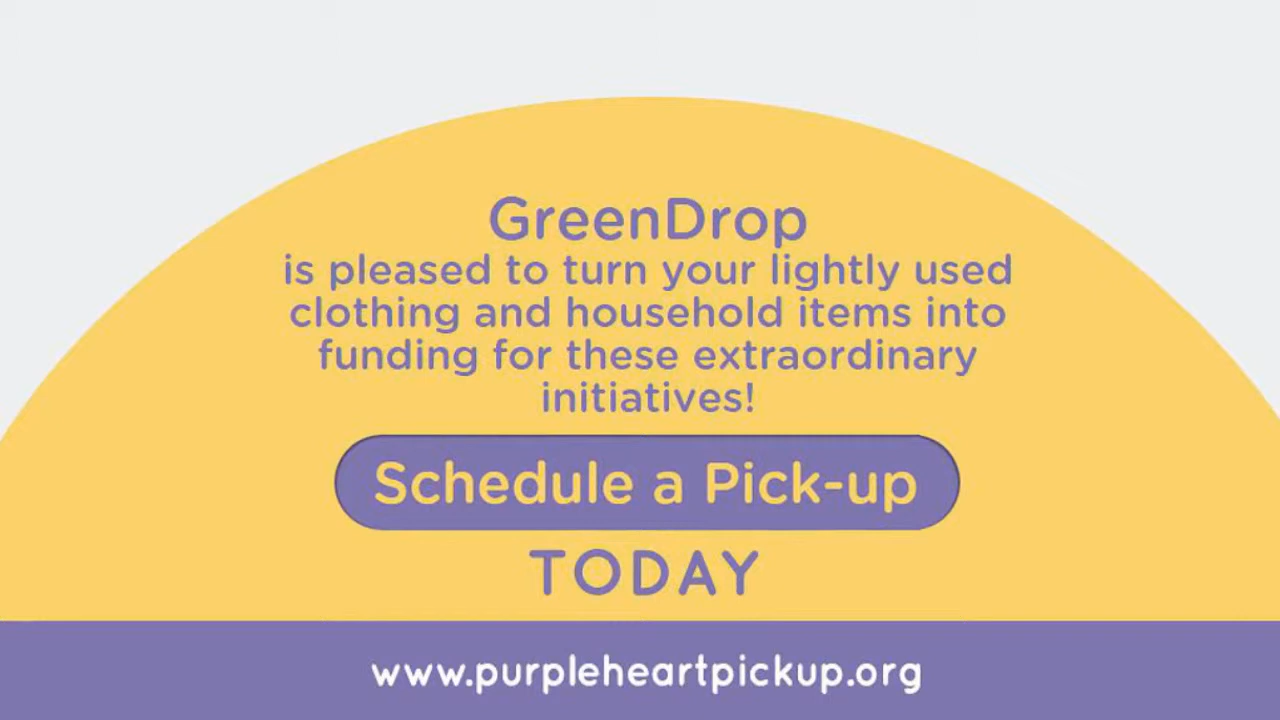 GreenDrop
is pleased to turn your lightly used
clothing and household items into
funding for these extraordinary
initiatives!
Schedule a Pick-up
TODAY
www.purpleheartpickup.org